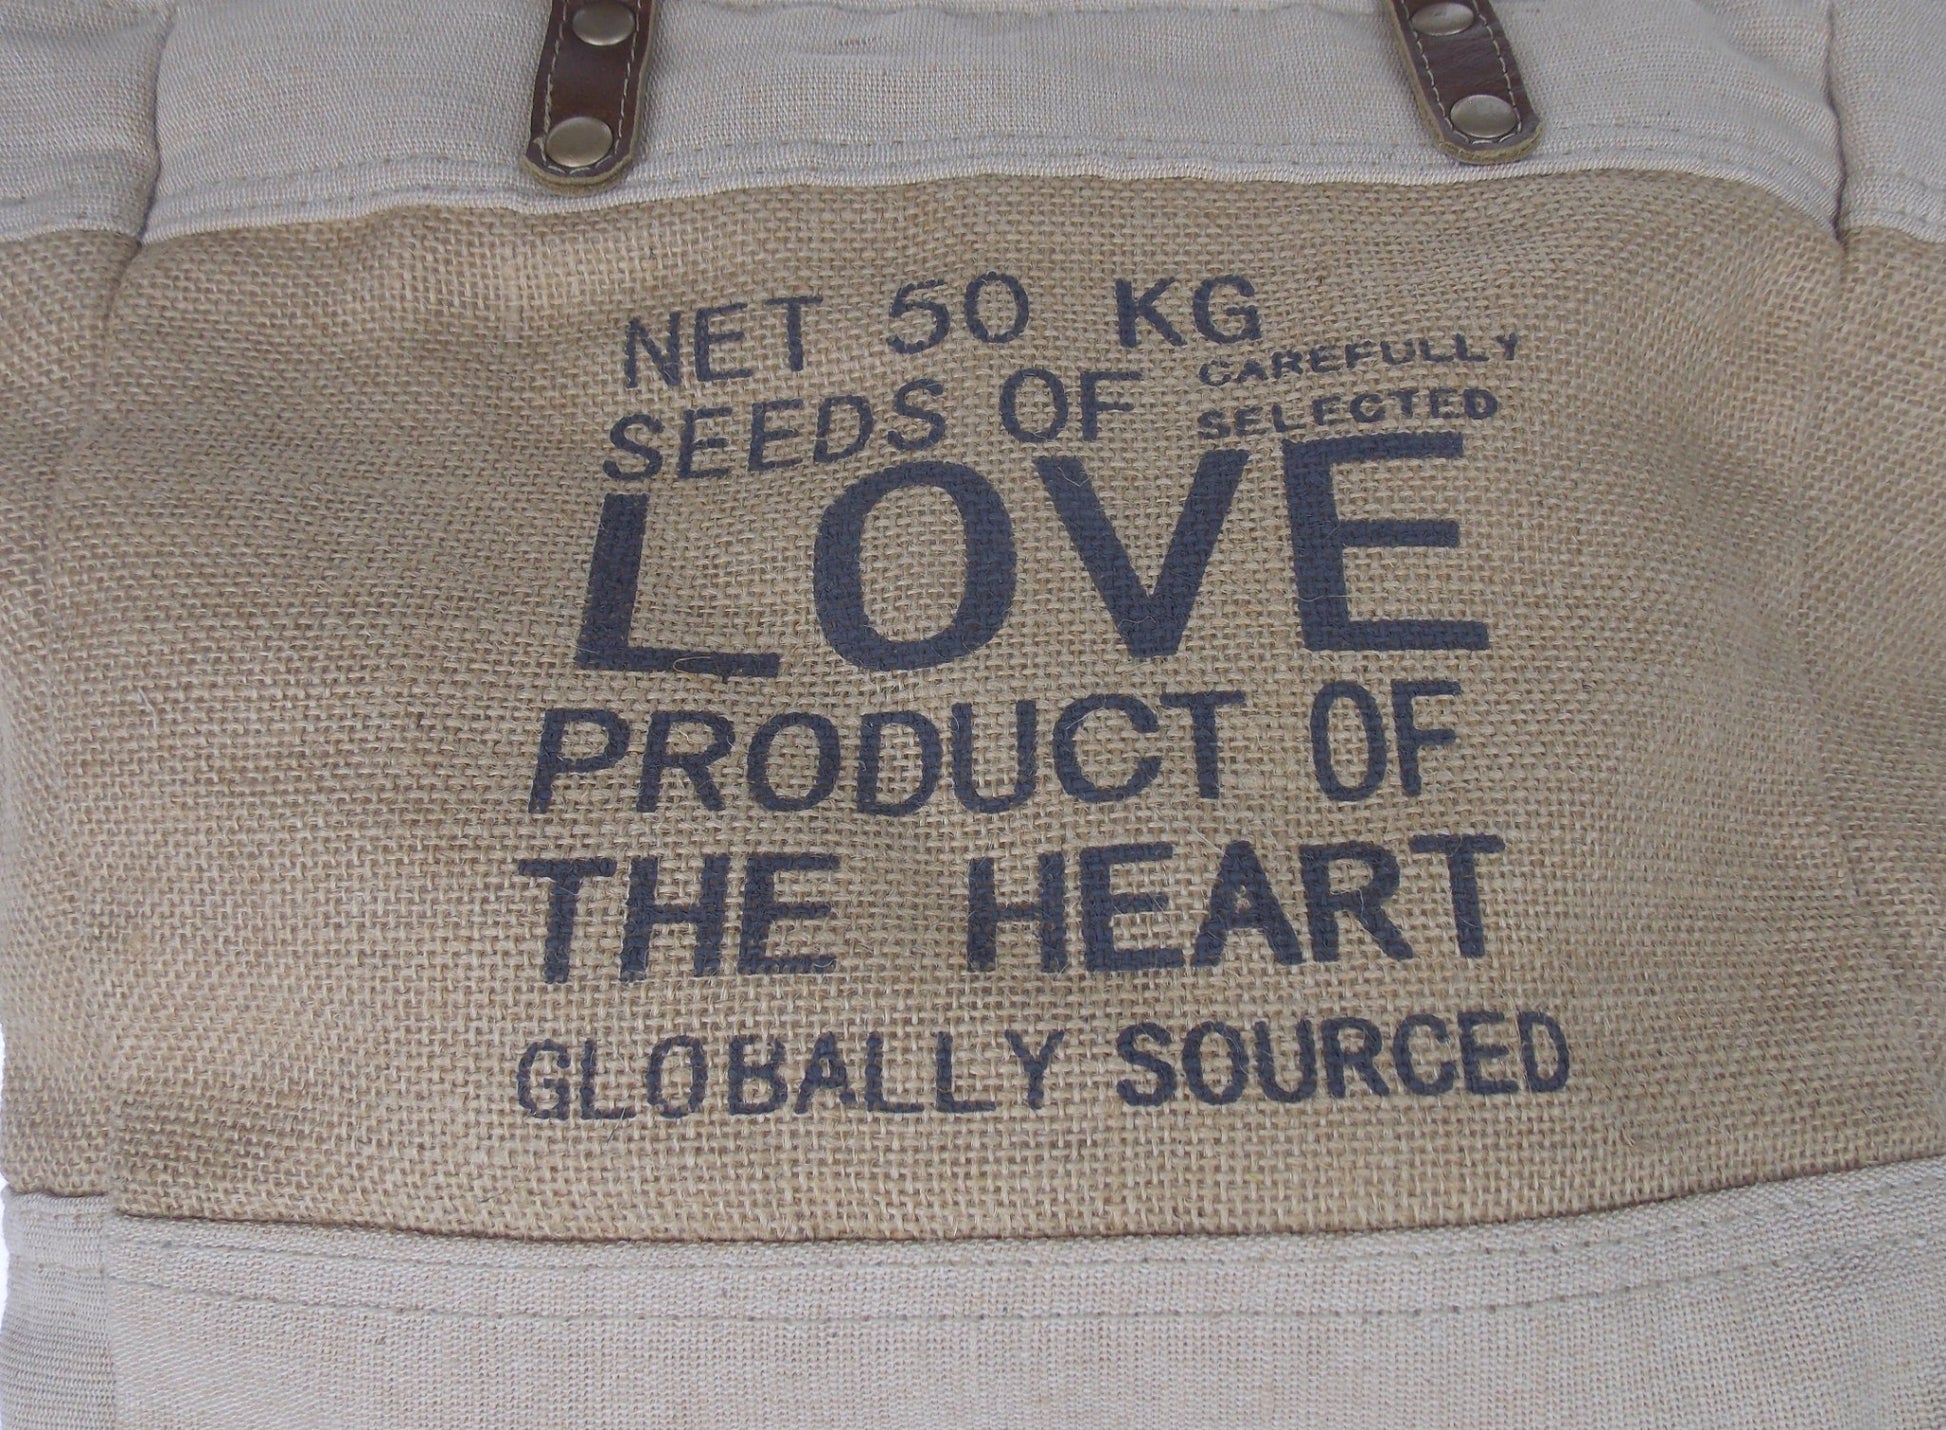 NET 50 KG
SEEDS OF CAREFULLY
SELECTED
LOVE
PRODUCT OF
THE HEART
GLOBALLY SOURCED